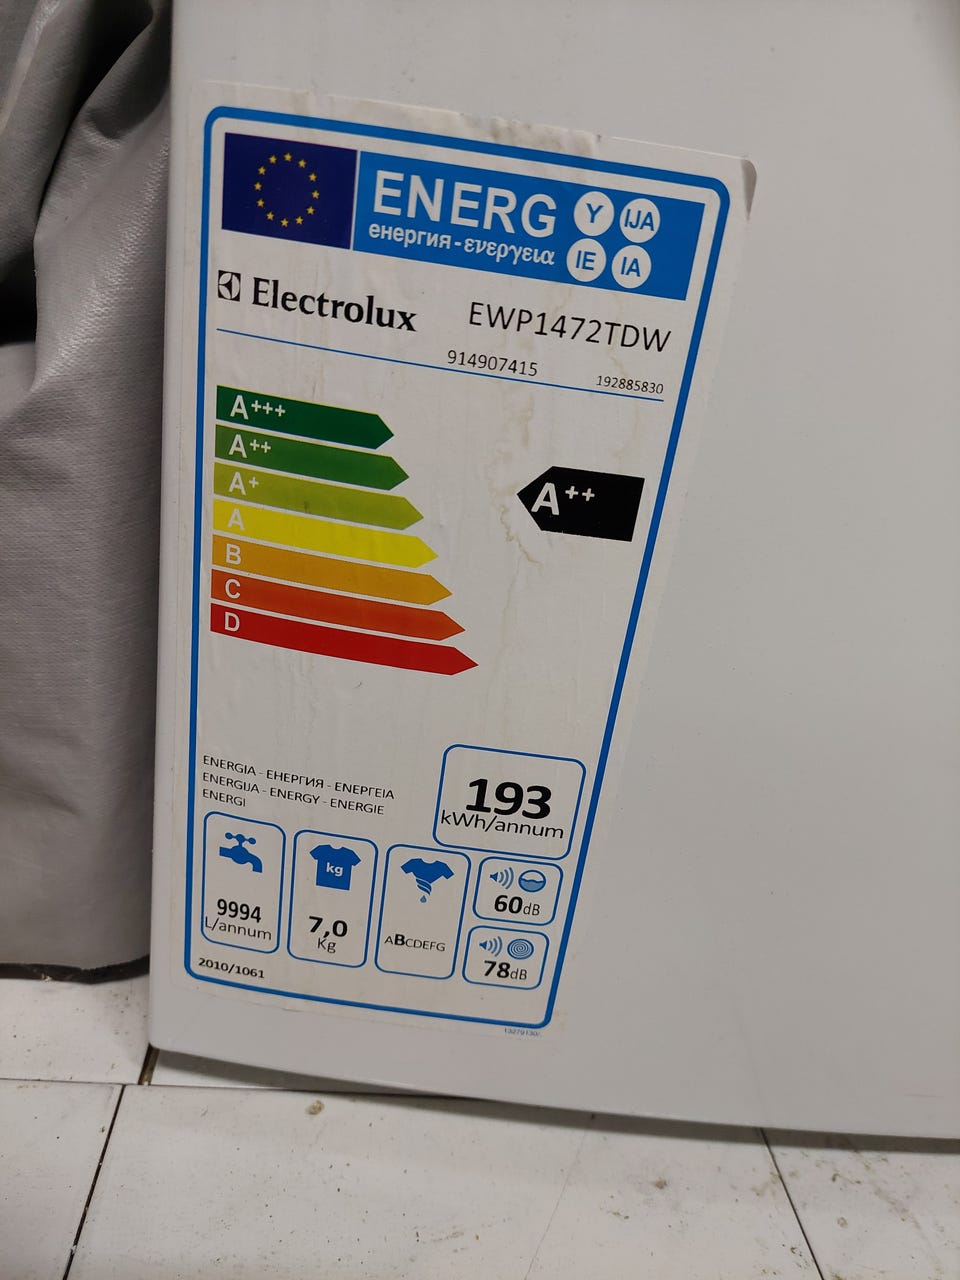 ENERG Y IJA
енергия - ενεργεια IE IA
Electrolux EWP1472TDW
914907415 192885830
A+++
A++
A++
A+
A
B
C
D
ENERGIA - ЕНЕРГИЯ - ΕΝΕΡΓΕΙΑ
ENERGIJA - ENERGY - ENERGIE
ENERGI
193
kWh/annum
9994
L/annum
kg
7,0
Kg
ABCDEFG
60dB
78dB
2010/1061